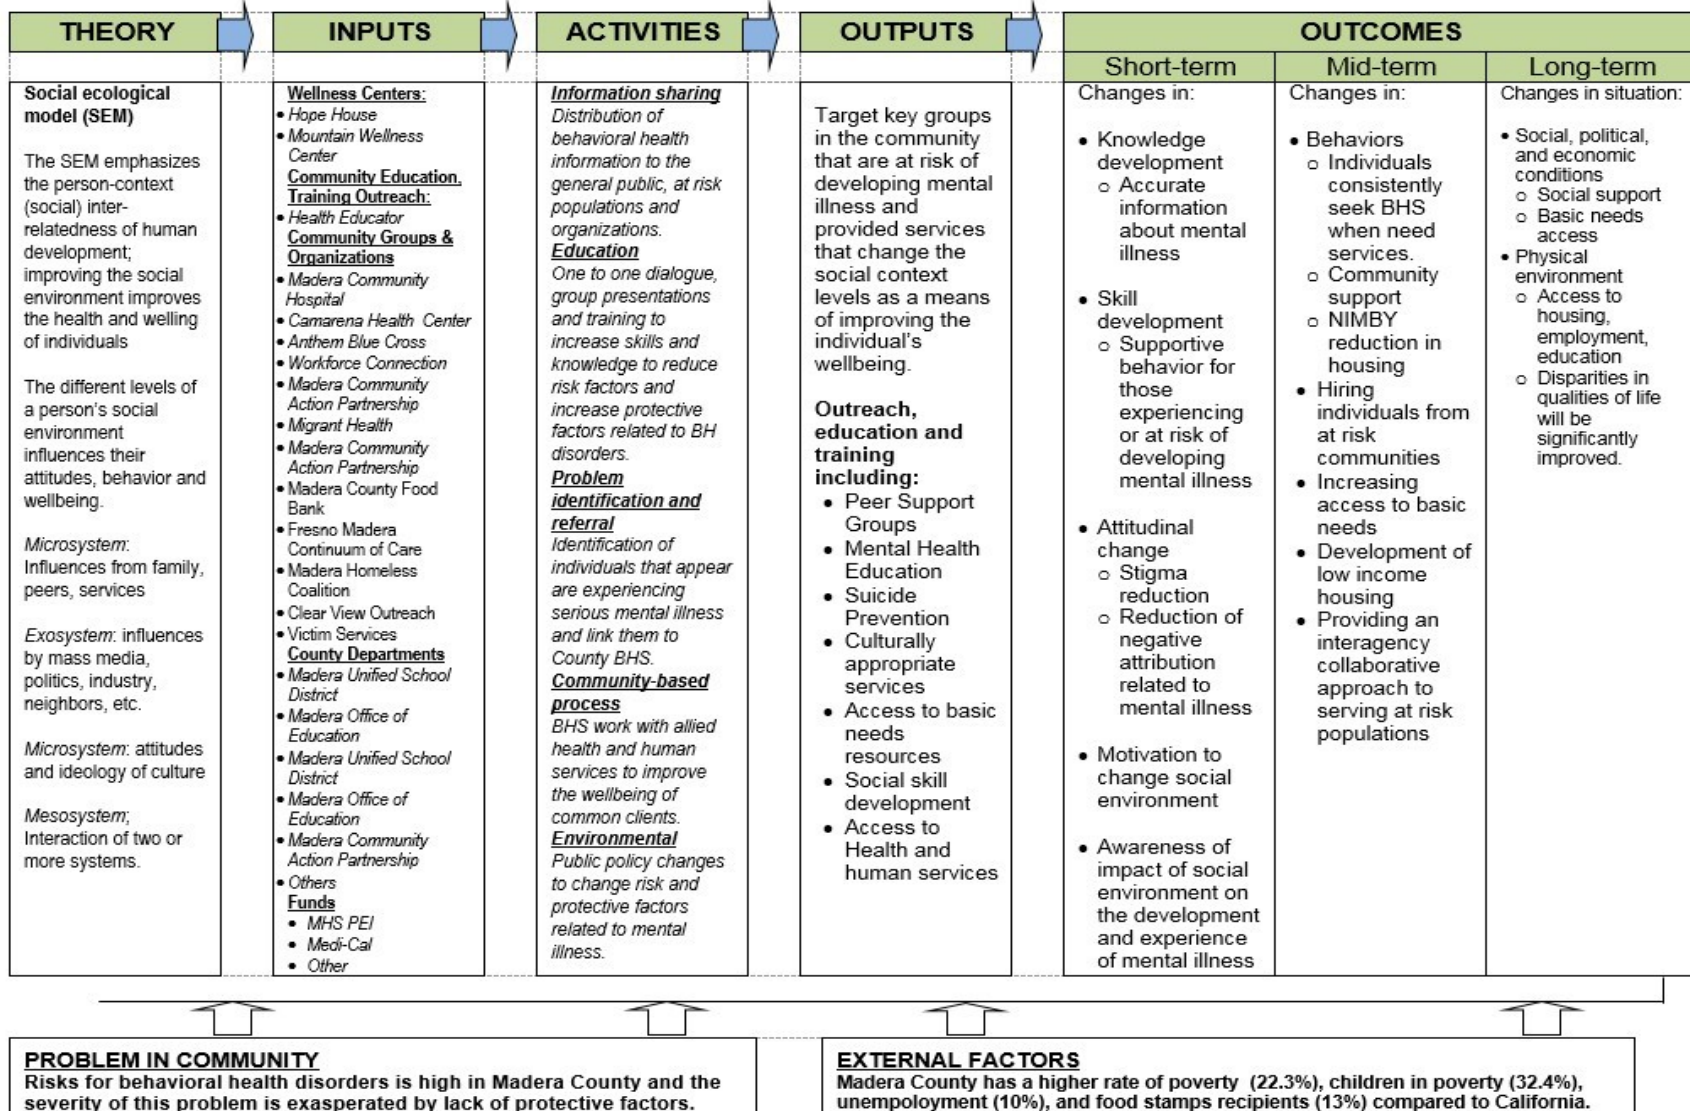 THEORY
INPUTS
ACTIVITIES
OUTPUTS
OUTCOMES
Short-term
Mid-term
Long-term
Social ecological
model (SEM)
The SEM emphasizes
the person-context
(social) inter-
relatedness of human
development;
improving the social
environment improves
the health and welling
of individuals
The different levels of
a person's social
environment
influences their
attitudes, behavior and
wellbeing.
Microsystem:
Influences from family,
peers, services
Exosystem: influences
by mass media,
politics, industry,
neighbors, etc.
Microsystem: attitudes
and ideology of culture
Mesosystem;
Interaction of two or
more systems.
Wellness Centers:
• Hope House
• Mountain Wellness
Center
Community Education,
Training Outreach:
• Health Educator
Community Groups &
Organizations
• Madera Community
Hospital
• Camarena Health Center
• Anthem Blue Cross
• Workforce Connection
• Madera Community
Action Partnership
• Migrant Health
• Madera Community
Action Partnership
• Madera County Food
Bank
• Fresno Madera
Continuum of Care
• Madera Homeless
Coalition
• Clear View Outreach
• Victim Services
County Departments
• Madera Unified School
District
• Madera Office of
Education
• Madera Unified School
District
• Madera Office of
Education
• Madera Community
Action Partnership
• Others
Funds
• MHS PEI
• Medi-Cal
• Other
Information sharing
Distribution of
behavioral health
information to the
general public, at risk
populations and
organizations.
Education
One to one dialogue,
group presentations
and training to
increase skills and
knowledge to reduce
risk factors and
increase protective
factors related to BH
disorders.
Problem
identification and
referral
Identification of
individuals that appear
are experiencing
serious mental illness
and link them to
County BHS.
Community-based
process
BHS work with allied
health and human
services to improve
the wellbeing of
common clients.
Environmental
Public policy changes
to change risk and
protective factors
related to mental
illness.
Target key groups
in the community
that are at risk of
developing mental
illness and
provided services
that change the
social context
levels as a means
of improving the
individual's
wellbeing.
Outreach,
education and
training
including:
• Peer Support
Groups
• Mental Health
Education
• Suicide
Prevention
• Culturally
appropriate
services
• Access to basic
needs
resources
• Social skill
development
• Access to
Health and
human services
Changes in:
• Knowledge
development
o Accurate
information
about mental
illness
• Skill
development
o Supportive
behavior for
those
experiencing
or at risk of
developing
mental illness
• Attitudinal
change
o Stigma
reduction
o Reduction of
negative
attribution
related to
mental illness
• Motivation to
change social
environment
• Awareness of
impact of social
environment on
the development
and experience
of mental illness
Changes in:
• Behaviors
o Individuals
consistently
seek BHS
when need
services.
o Community
support
o NIMBY
reduction in
housing
• Hiring
individuals from
at risk
communities
• Increasing
access to basic
needs
• Development of
low income
housing
• Providing an
interagency
collaborative
approach to
serving at risk
populations
Changes in situation:
• Social, political,
and economic
conditions
o Social support
o Basic needs
access
• Physical
environment
o Access to
housing,
employment,
education
o Disparities in
qualities of life
will be
significantly
improved.
PROBLEM IN COMMUNITY
Risks for behavioral health disorders is high in Madera County and the
severity of this problem is exasperated by lack of protective factors.
EXTERNAL FACTORS
Madera County has a higher rate of poverty (22.3%), children in poverty (32.4%),
unempoloyment (10%), and food stamps recipients (13%) compared to California.